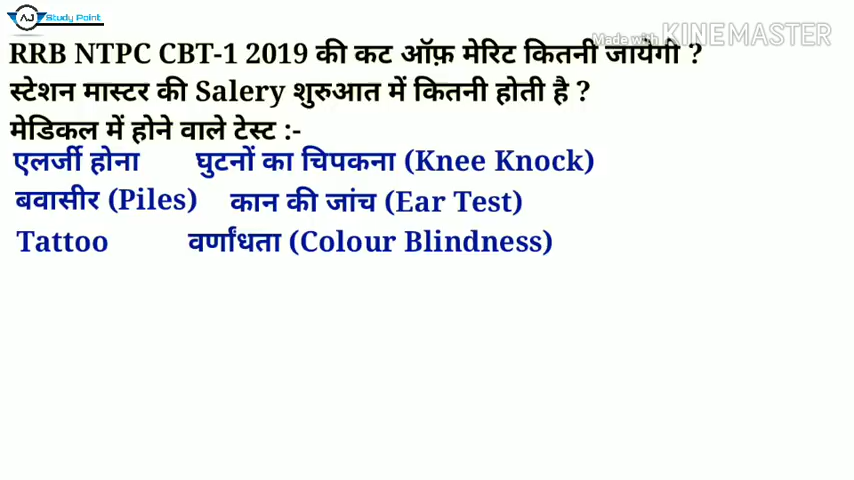 AJ Study Point
Made with KINEMASTER
RRB NTPC CBT-1 2019 की कट ऑफ़ मेरिट कितनी जायेगी ?
स्टेशन मास्टर की Salery शुरुआत में कितनी होती है ?
मेडिकल में होने वाले टेस्ट :-
एलर्जी होना घुटनों का चिपकना (Knee Knock)
बवासीर (Piles) कान की जांच (Ear Test)
Tattoo वर्णांधता (Colour Blindness)